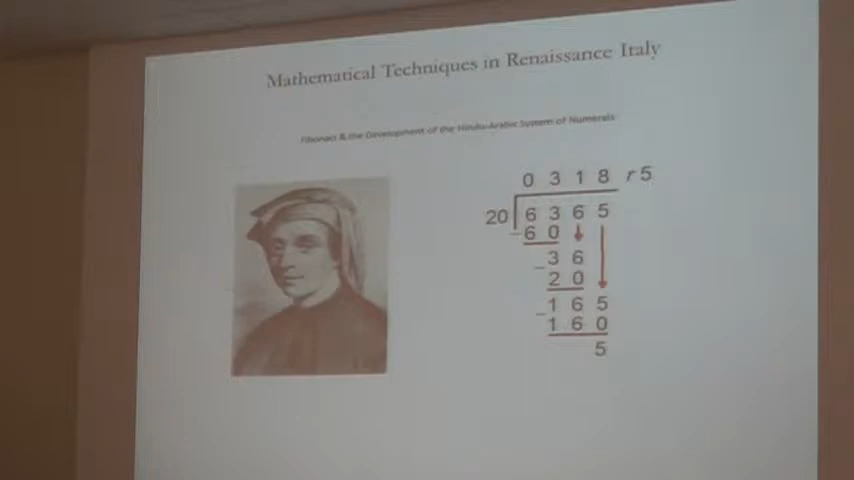 Mathematical Techniques in Renaissance Italy
Fibonaci & the Development of the Hindu-Arabic System of Numerals
0 3 1 8 r 5
20 6 3 6 5
- 6 0
- 3 6
2 0
- 1 6 5
1 6 0
5